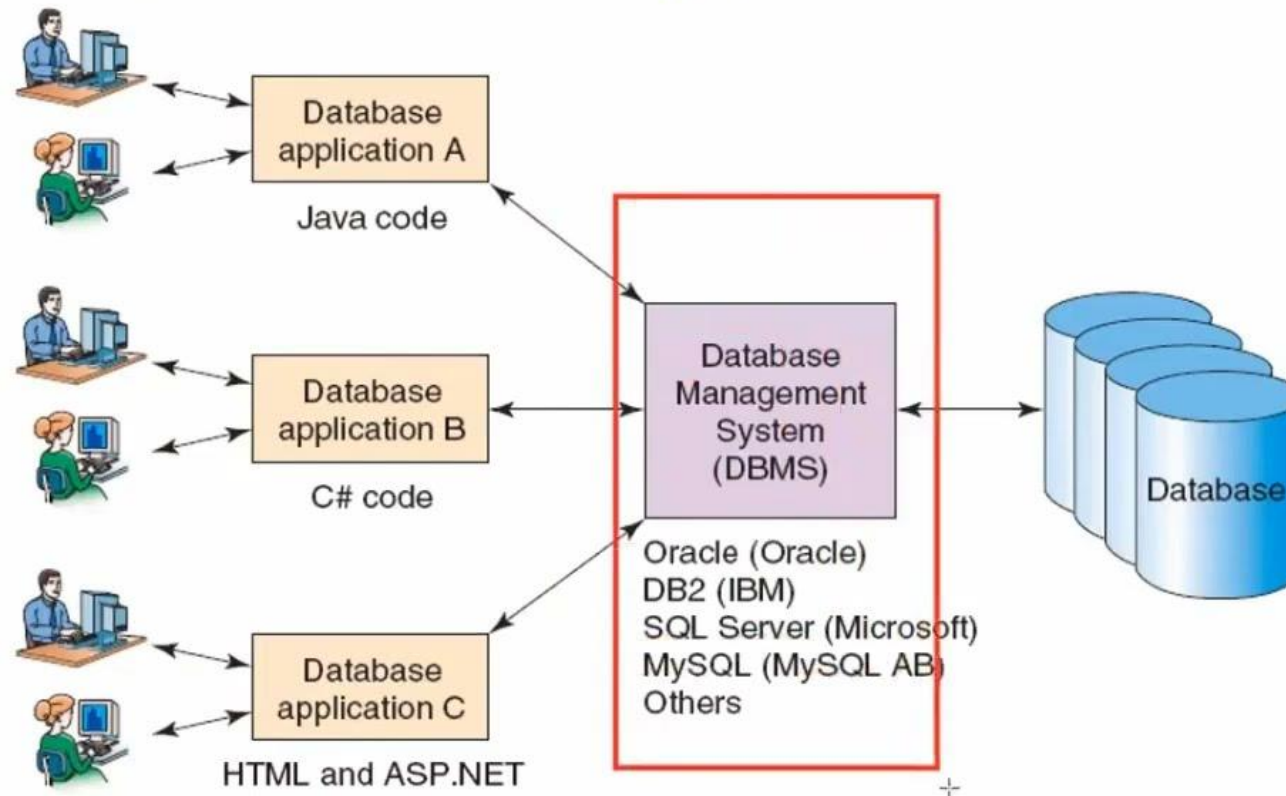 Database
application A
Java code
Database
application B
C# code
Database
application C
HTML and ASP.NET
Database
Management
System
(DBMS)
Oracle (Oracle)
DB2 (IBM)
SQL Server (Microsoft)
MySQL (MySQL AB)
Others
Database